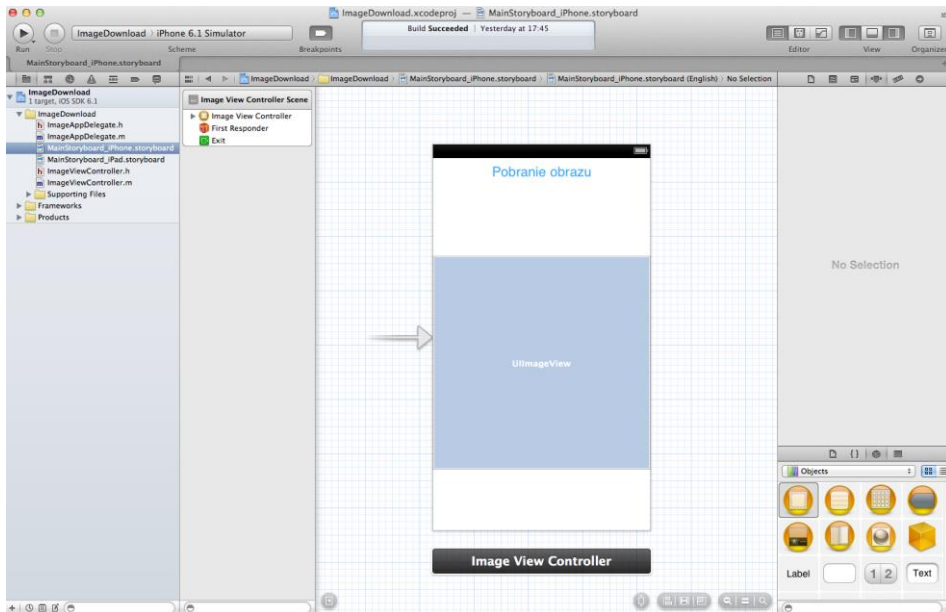 ImageDownload.xcodeproj — MainStoryboard_iPhone.storyboard
ImageDownload › iPhone 6.1 Simulator
Build Succeeded | Yesterday at 17:45
Run
Stop
Scheme
Breakpoints
Editor
View
Organizer
MainStoryboard_iPhone.storyboard
ImageDownload › ImageDownload › MainStoryboard_iPhone.storyboard › MainStoryboard_iPhone.storyboard (English) › No Selection
ImageDownload
1 target, iOS SDK 6.1
ImageDownload
ImageAppDelegate.h
ImageAppDelegate.m
MainStoryboard_iPhone.storyboard
MainStoryboard_iPad.storyboard
ImageViewController.h
ImageViewController.m
Supporting Files
Frameworks
Products
Image View Controller Scene
Image View Controller
First Responder
Exit
Pobranie obrazu
UIImageView
Image View Controller
No Selection
Objects
Label
1 2
Text